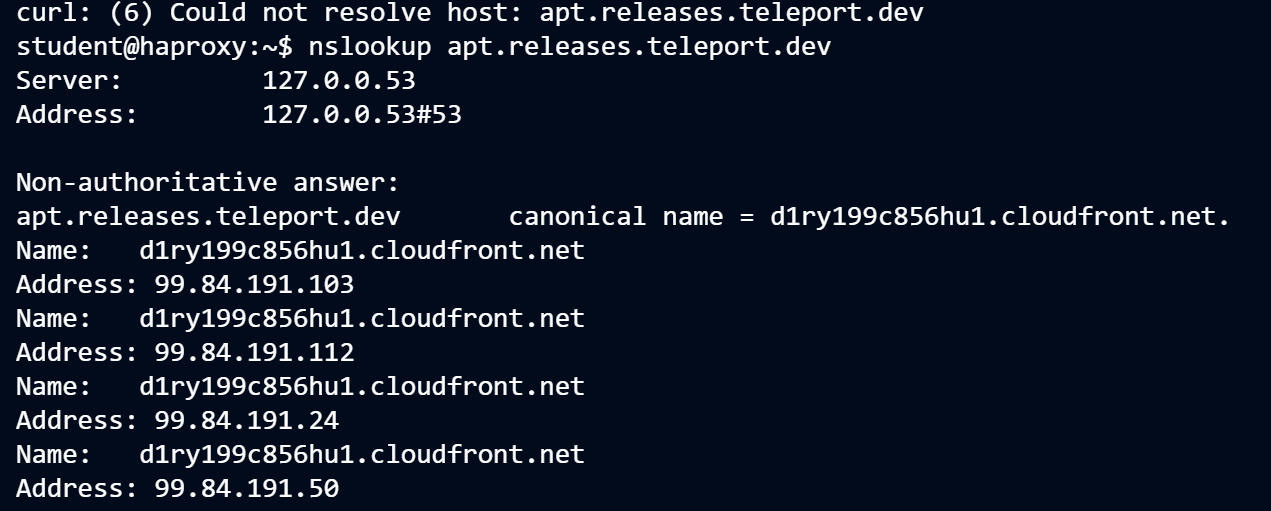 curl: (6) Could not resolve host: apt.releases.teleport.dev
student@haproxy:~$ nslookup apt.releases.teleport.dev
Server:         127.0.0.53
Address:        127.0.0.53#53

Non-authoritative answer:
apt.releases.teleport.dev       canonical name = d1ry199c856hu1.cloudfront.net.
Name:   d1ry199c856hu1.cloudfront.net
Address: 99.84.191.103
Name:   d1ry199c856hu1.cloudfront.net
Address: 99.84.191.112
Name:   d1ry199c856hu1.cloudfront.net
Address: 99.84.191.24
Name:   d1ry199c856hu1.cloudfront.net
Address: 99.84.191.50